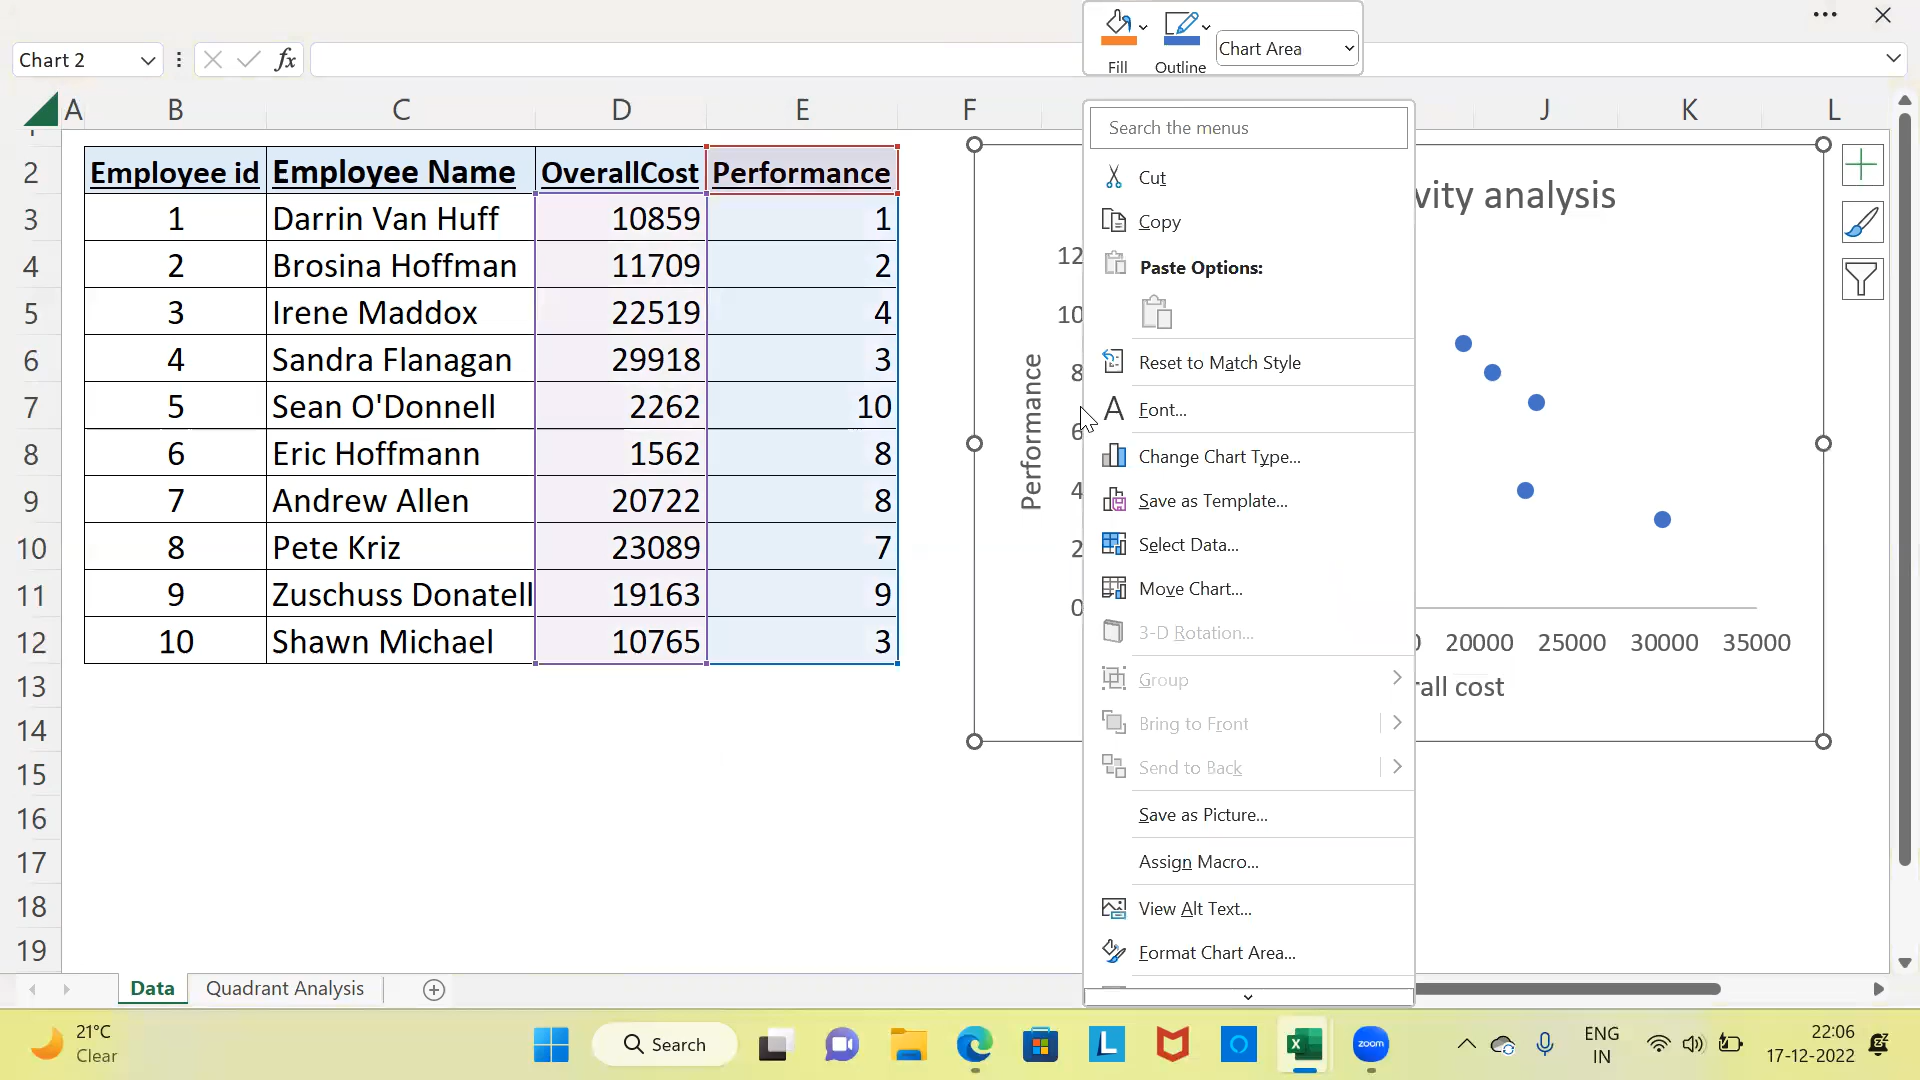 Chart 2
fx
Fill
Outline
Chart Area
A B C D E F J K L
2 Employee id Employee Name OverallCost Performance
3 1 Darrin Van Huff 10859 1
4 2 Brosina Hoffman 11709 2
5 3 Irene Maddox 22519 4
6 4 Sandra Flanagan 29918 3
7 5 Sean O'Donnell 2262 10
8 6 Eric Hoffmann 1562 8
9 7 Andrew Allen 20722 8
10 8 Pete Kriz 23089 7
11 9 Zuschuss Donatell 19163 9
12 10 Shawn Michael 10765 3
13
14
15
16
17
18
19
Search the menus
Cut
Copy
Paste Options:
Reset to Match Style
Font...
Change Chart Type...
Save as Template...
Select Data...
Move Chart...
3-D Rotation...
Group
Bring to Front
Send to Back
Save as Picture...
Assign Macro...
View Alt Text...
Format Chart Area...
vity analysis
Performance
12
10
8
6
4
2
0
20000 25000 30000 35000
rall cost
Data
Quadrant Analysis
21°C
Clear
Search
L
zoom
ENG
IN
22:06
17-12-2022